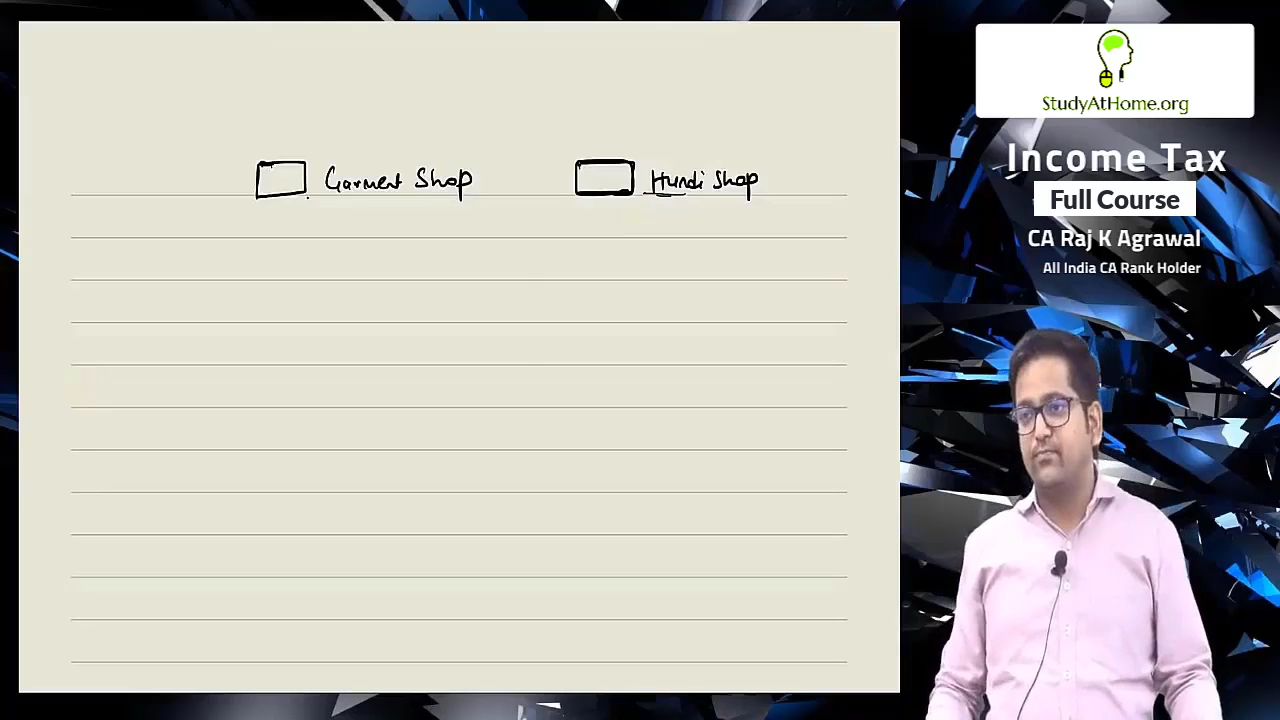 Garment Shop Hundi Shop
StudyAtHome.org
Income Tax
Full Course
CA Raj K Agrawal
All India CA Rank Holder